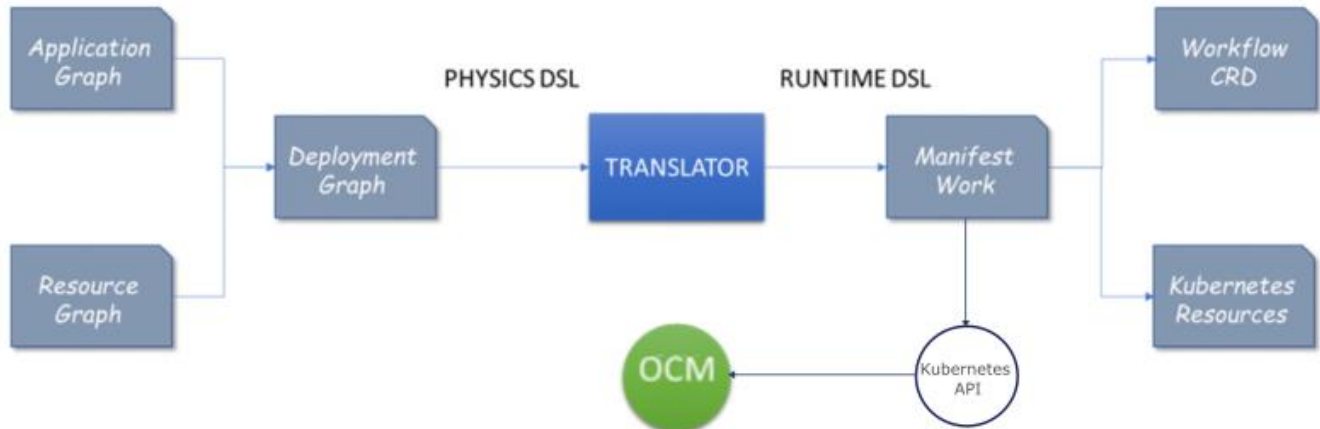 Application
Graph
Workflow
CRD
PHYSICS DSL
RUNTIME DSL
Deployment
Graph
TRANSLATOR
Manifest
Work
Resource
Graph
Kubernetes
Resources
OCM
Kubernetes
API